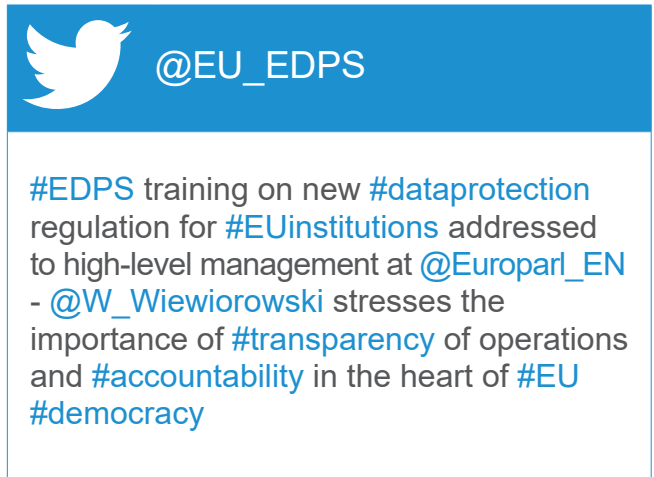 @EU_EDPS
#EDPS training on new #dataprotection
regulation for #EUinstitutions addressed
to high-level management at @Europarl_EN
- @W_Wiewiorowski stresses the
importance of #transparency of operations
and #accountability in the heart of #EU
#democracy